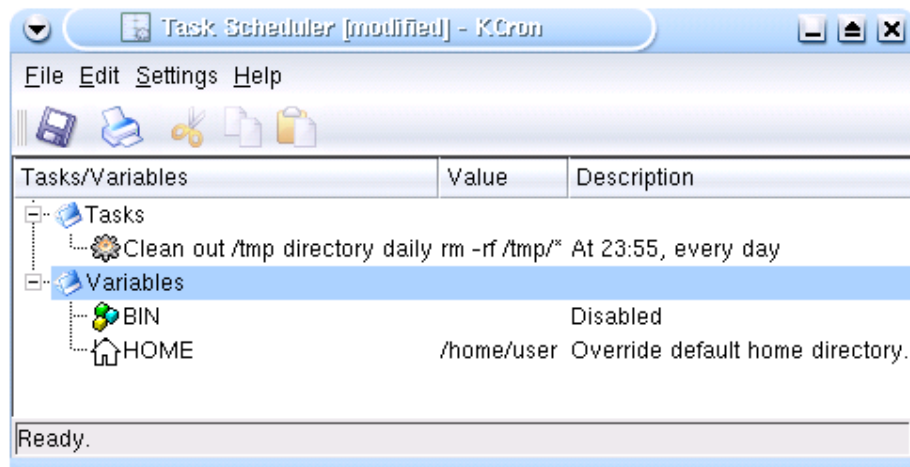 Task Scheduler [modified] - KCron
File Edit Settings Help
Tasks/Variables Value Description
Tasks
Clean out /tmp directory daily rm -rf /tmp/* At 23:55, every day
Variables
BIN Disabled
HOME /home/user Override default home directory.
Ready.